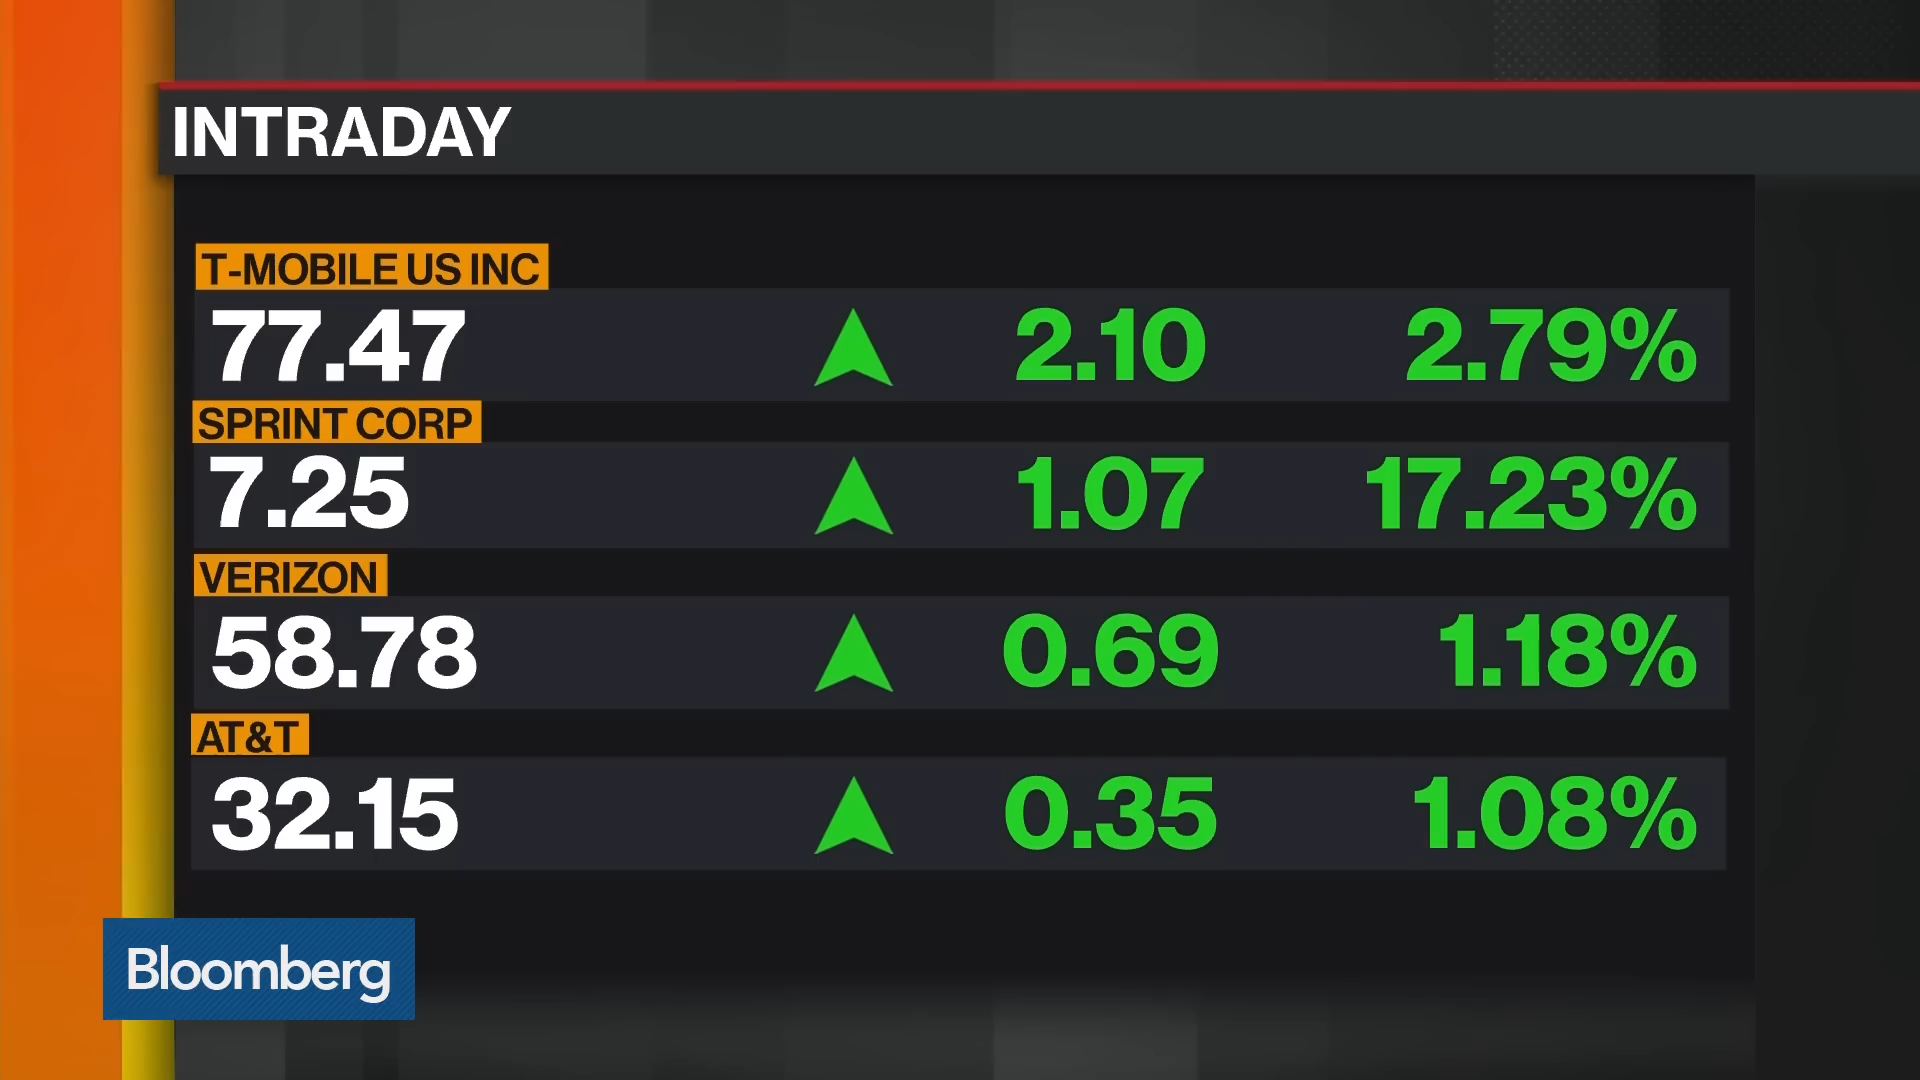 INTRADAY
T-MOBILE US INC
77.47 ▲ 2.10 2.79%
SPRINT CORP
7.25 ▲ 1.07 17.23%
VERIZON
58.78 ▲ 0.69 1.18%
AT&T
32.15 ▲ 0.35 1.08%
Bloomberg